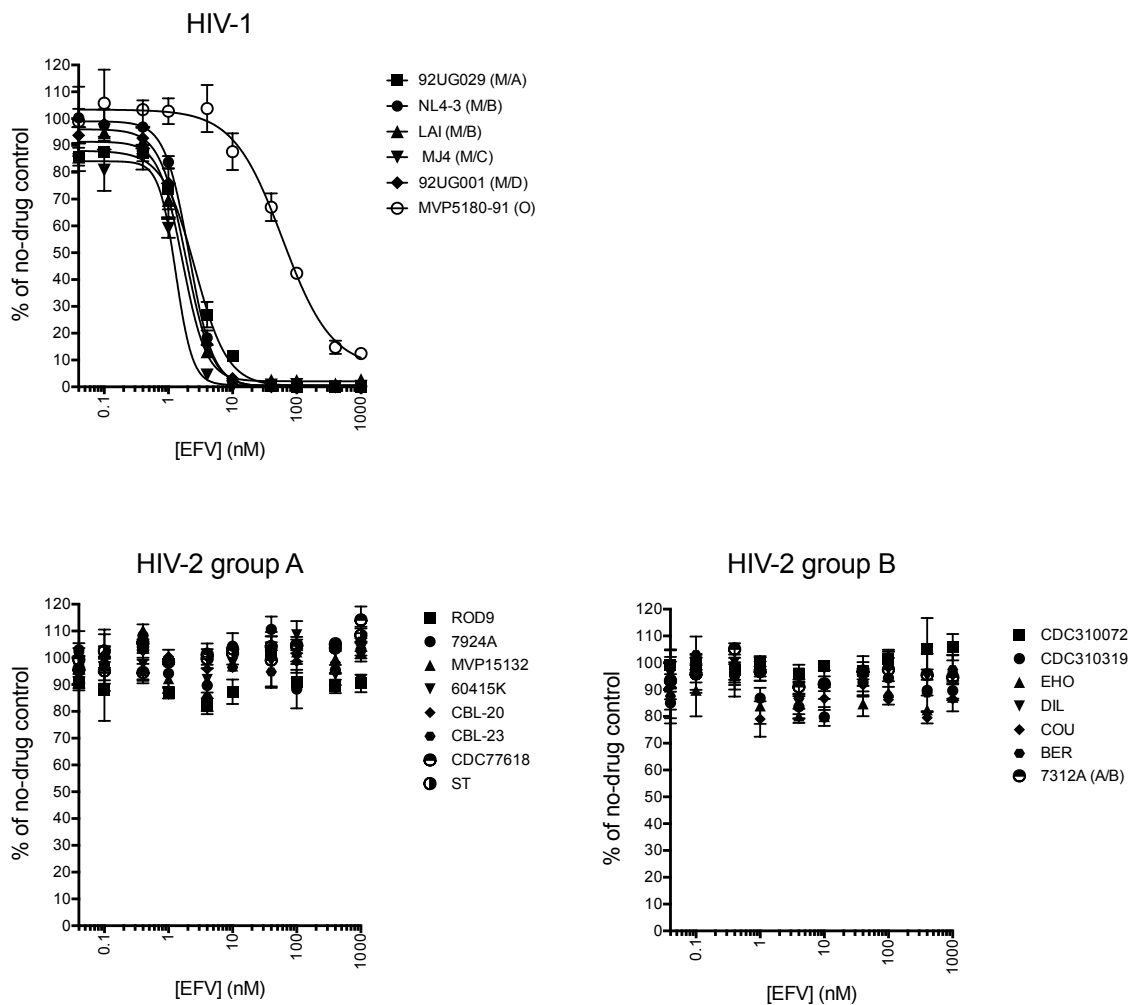 HIV-1
120
110
100
90
80
70
60
50
40
30
20
10
0
% of no-drug control
0.1
1
10
100
1000
[EFV] (nM)
92UG029 (M/A)
NL4-3 (M/B)
LAI (M/B)
MJ4 (M/C)
92UG001 (M/D)
MVP5180-91 (O)
HIV-2 group A
120
110
100
90
80
70
60
50
40
30
20
10
0
% of no-drug control
0.1
1
10
100
1000
[EFV] (nM)
ROD9
7924A
MVP15132
60415K
CBL-20
CBL-23
CDC77618
ST
HIV-2 group B
120
110
100
90
80
70
60
50
40
30
20
10
0
% of no-drug control
0.1
1
10
100
1000
[EFV] (nM)
CDC310072
CDC310319
EHO
DIL
COU
BER
7312A (A/B)